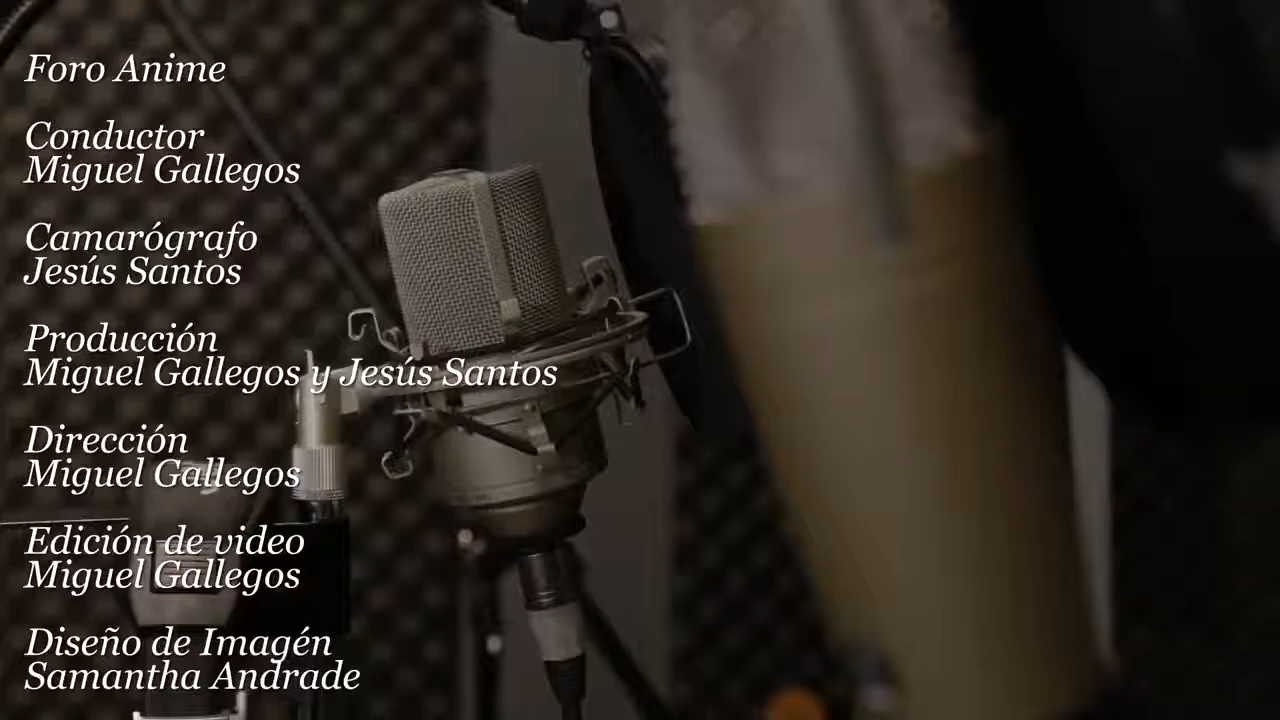 Foro Anime
Conductor
Miguel Gallegos
Camarógrafo
Jesús Santos
Producción
Miguel Gallegos y Jesús Santos
Dirección
Miguel Gallegos
Edición de video
Miguel Gallegos
Diseño de Imagén
Samantha Andrade